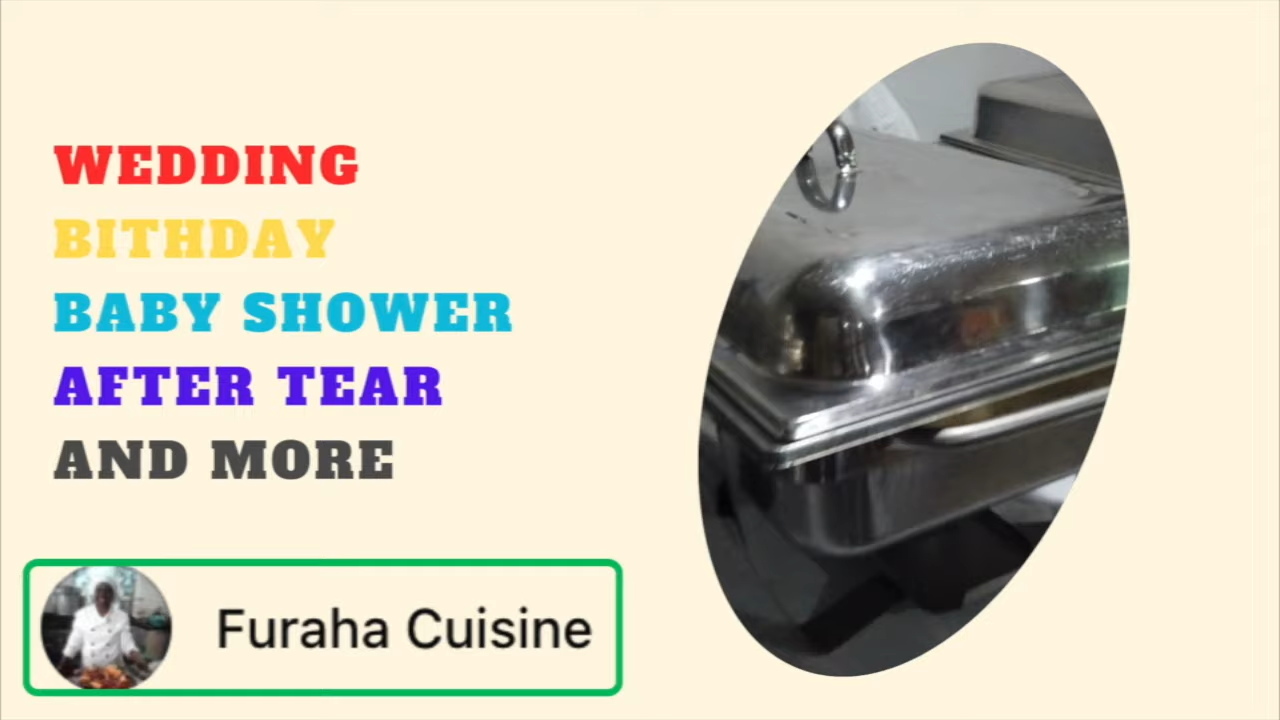 WEDDING
BITHDAY
BABY SHOWER
AFTER TEAR
AND MORE
Furaha Cuisine